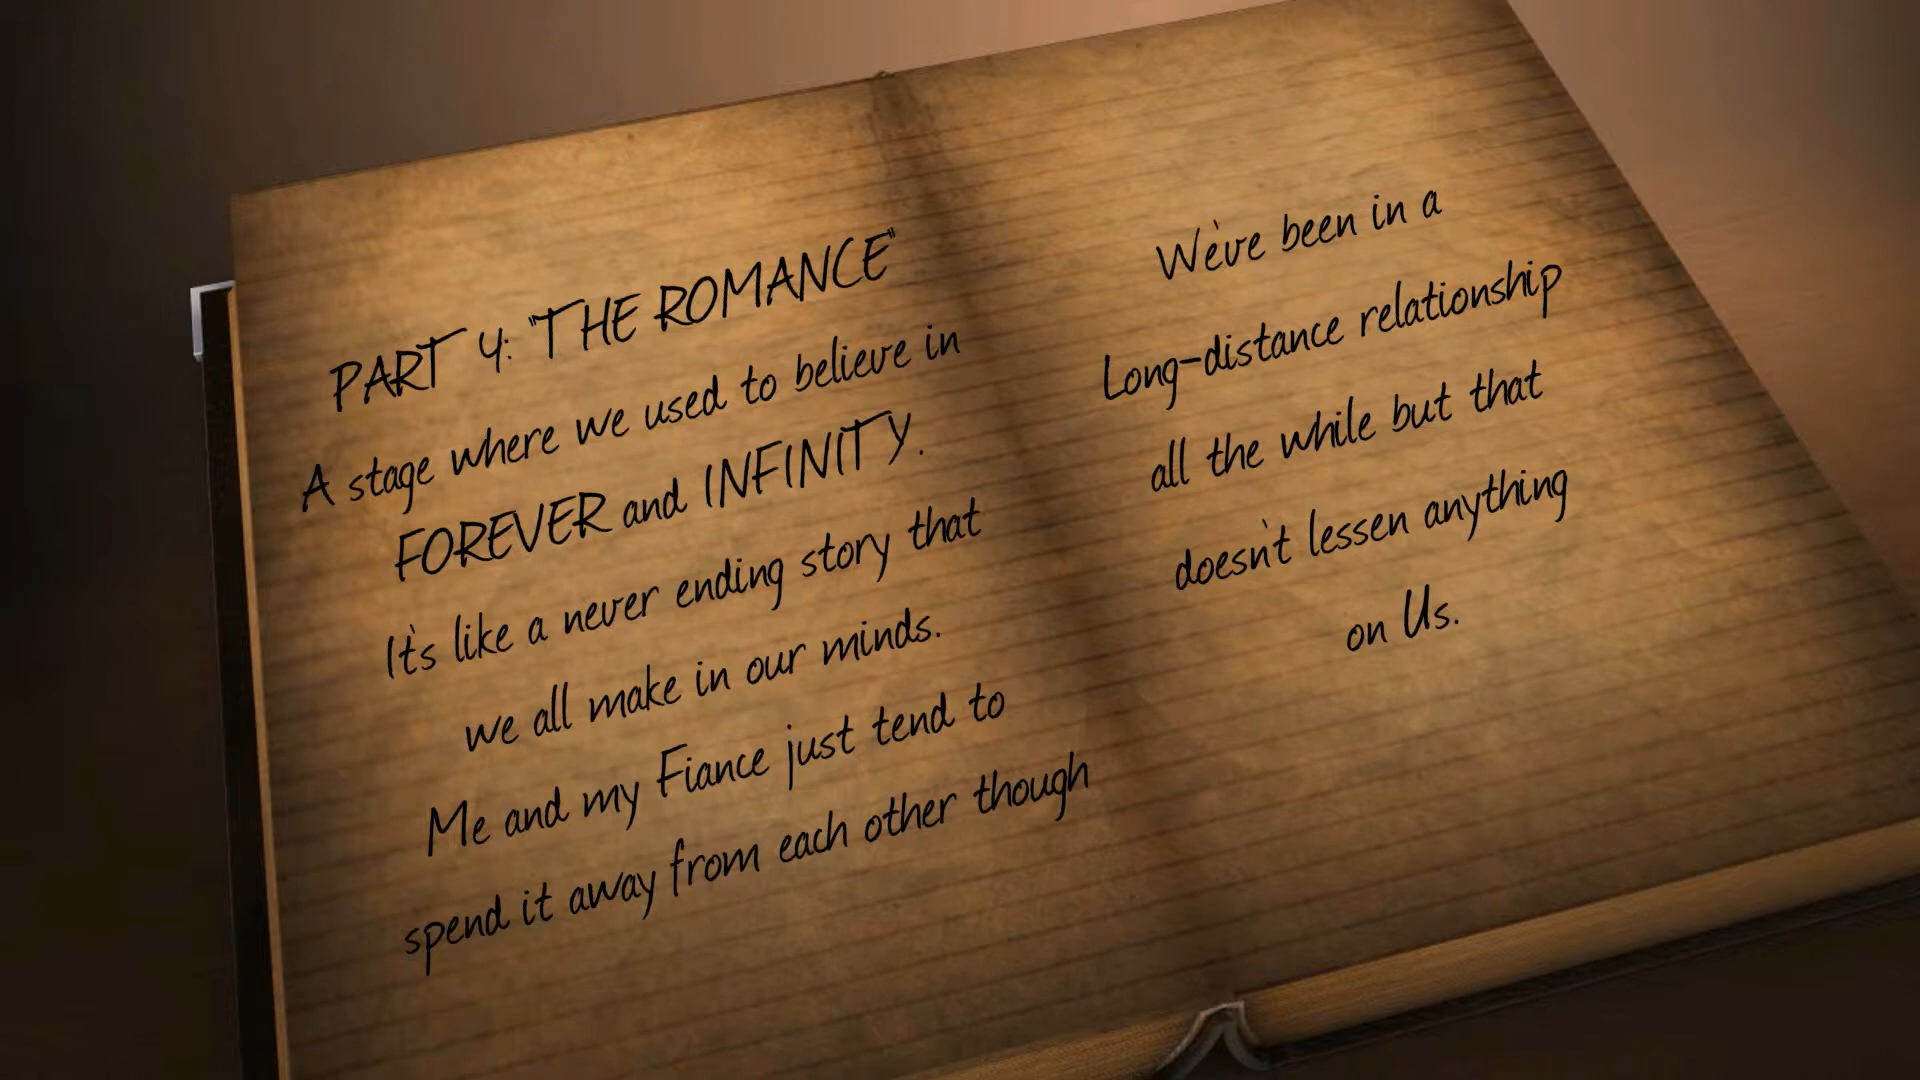 PART 4: "THE ROMANCE"
A stage where we used to believe in
FOREVER and INFINITY.
It's like a never ending story that
we all make in our minds.
Me and my Fiance just tend to
spend it away from each other though
We've been in a
Long-distance relationship
all the while but that
doesn't lessen anything
on Us.